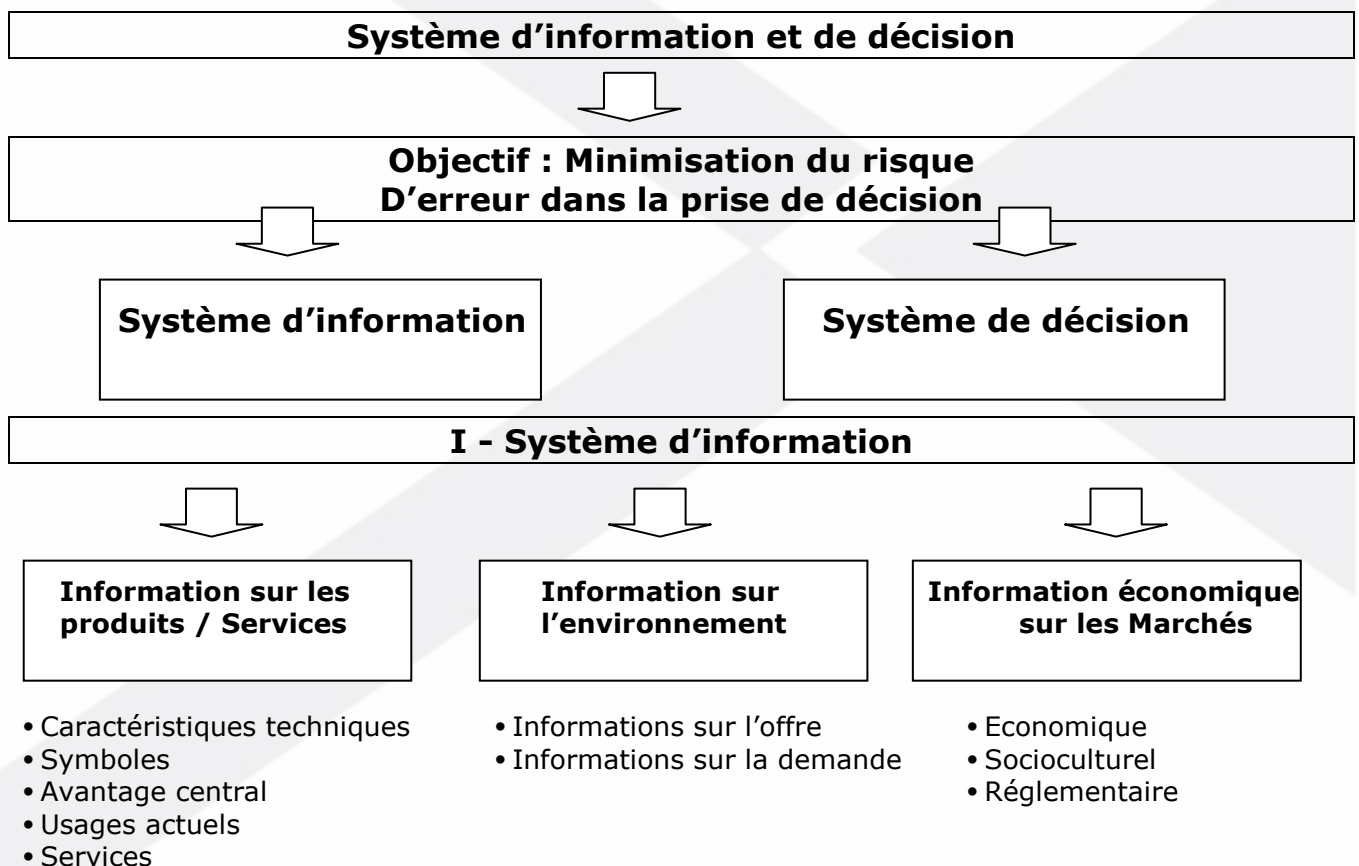 Système d’information et de décision
Objectif : Minimisation du risque
D’erreur dans la prise de décision
Système d’information
Système de décision
I - Système d’information
Information sur les
produits / Services
Information sur
l’environnement
Information économique
sur les Marchés
• Caractéristiques techniques
• Symboles
• Avantage central
• Usages actuels
• Services
• Informations sur l’offre
• Informations sur la demande
• Economique
• Socioculturel
• Réglementaire